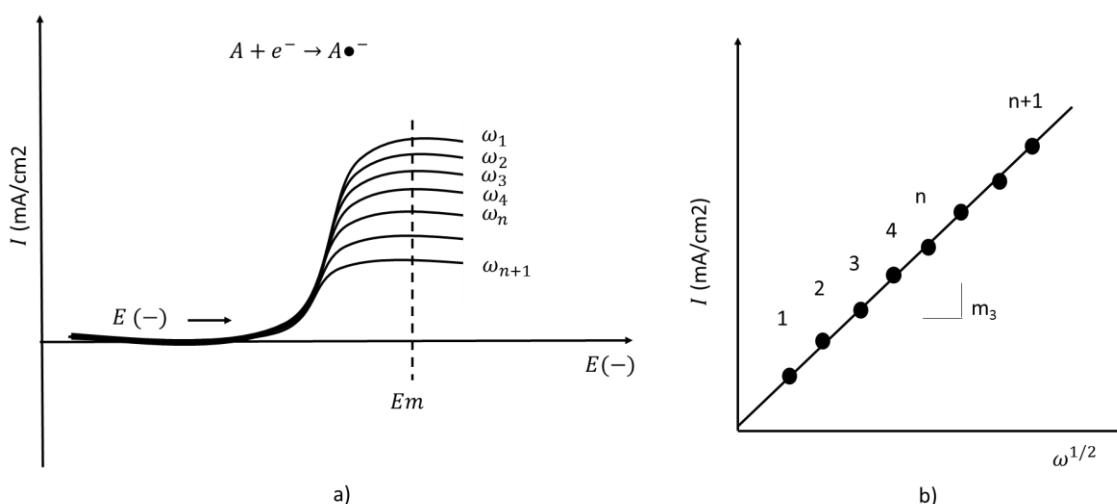 A + e⁻ → A●⁻
I (mA/cm2
ω₁
ω₂
ω₃
ω₄
ωₙ
ωₙ₊₁
E (−)
E(−)
Em
a)
I (mA/cm2)
n+1
n
4
3
2
1
m₃
ω^{1/2}
b)